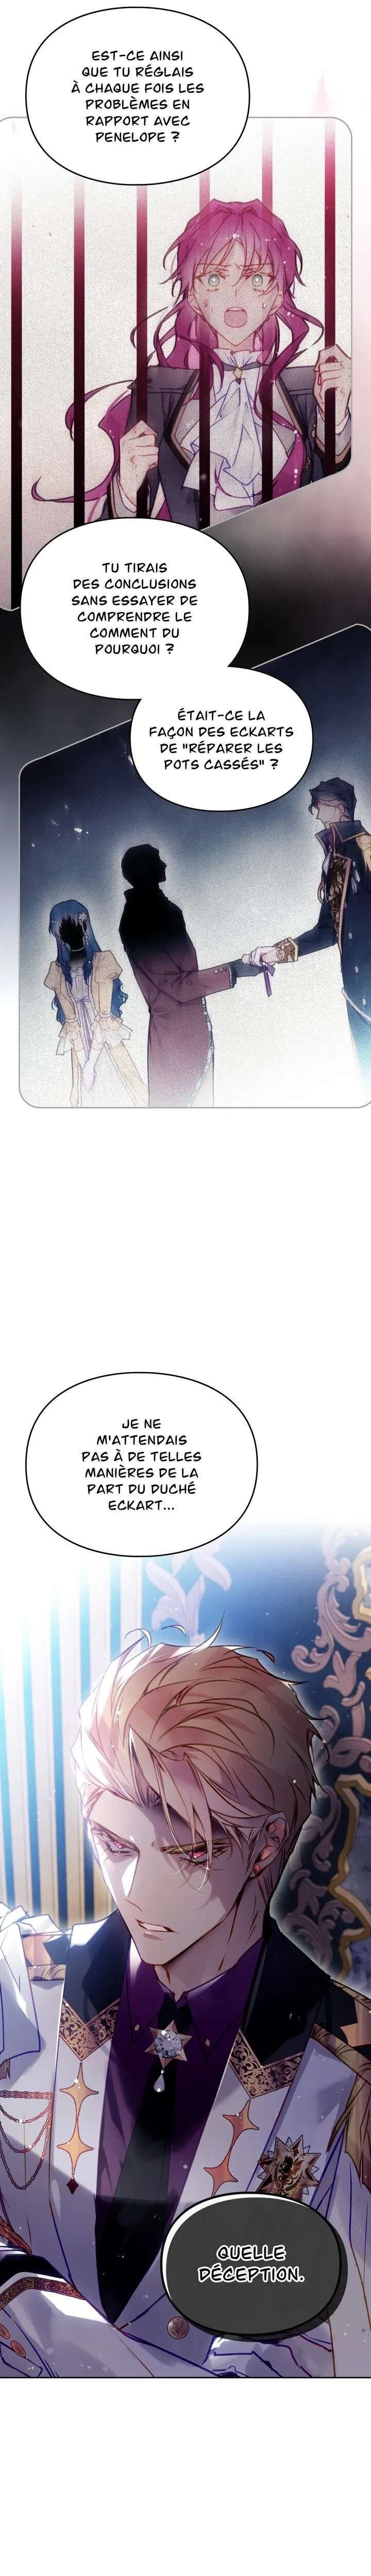 EST-CE AINSI
QUE TU RÉGLAIS
À CHAQUE FOIS LES
PROBLÈMES EN
RAPPORT AVEC
PENELOPE ?
TU TIRAIS
DES CONCLUSIONS
SANS ESSAYER DE
COMPRENDRE LE
COMMENT DU
POURQUOI ?
ÉTAIT-CE LA
FAÇON DES ECKARTS
DE "RÉPARER LES
POTS CASSÉS" ?
JE NE
M'ATTENDAIS
PAS À DE TELLES
MANIÈRES DE LA
PART DU DUCHÉ
ECKART...
QUELLE
DÉCEPTION.